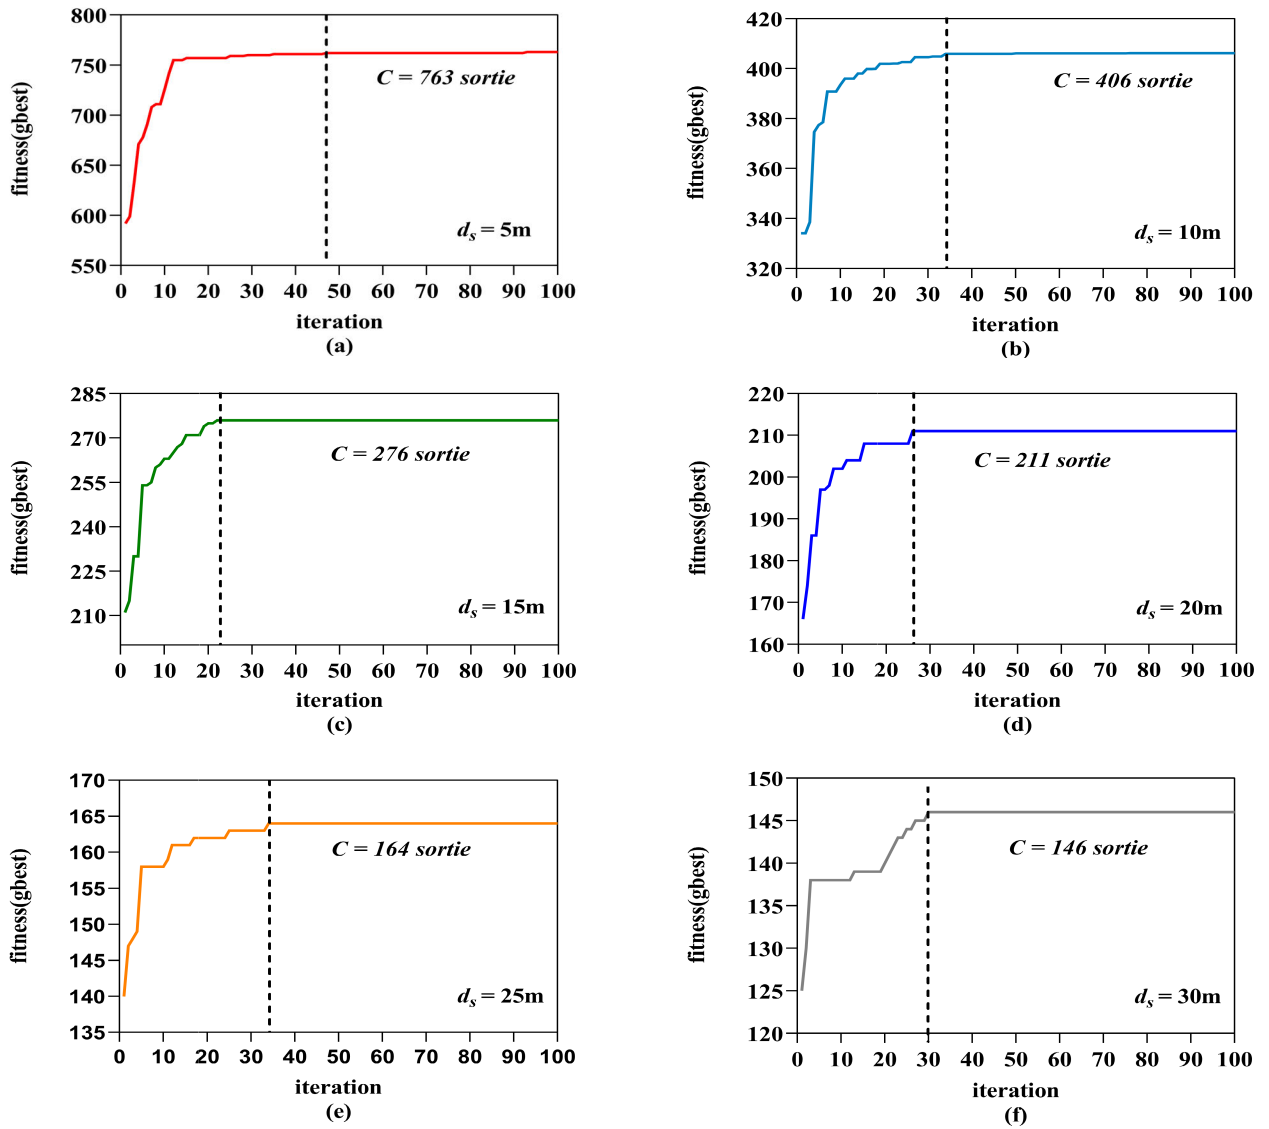 800
750
700
650
600
550
fitness(gbest)
C = 763 sortie
d_s = 5m
0 10 20 30 40 50 60 70 80 90 100
iteration
(a)
420
400
380
360
340
320
fitness(gbest)
C = 406 sortie
d_s = 10m
0 10 20 30 40 50 60 70 80 90 100
iteration
(b)
285
270
255
240
225
210
fitness(gbest)
C = 276 sortie
d_s = 15m
0 10 20 30 40 50 60 70 80 90 100
iteration
(c)
220
210
200
190
180
170
160
fitness(gbest)
C = 211 sortie
d_s = 20m
0 10 20 30 40 50 60 70 80 90 100
iteration
(d)
170
165
160
155
150
145
140
135
fitness(gbest)
C = 164 sortie
d_s = 25m
0 10 20 30 40 50 60 70 80 90 100
iteration
(e)
150
145
140
135
130
125
120
fitness(gbest)
C = 146 sortie
d_s = 30m
0 10 20 30 40 50 60 70 80 90 100
iteration
(f)